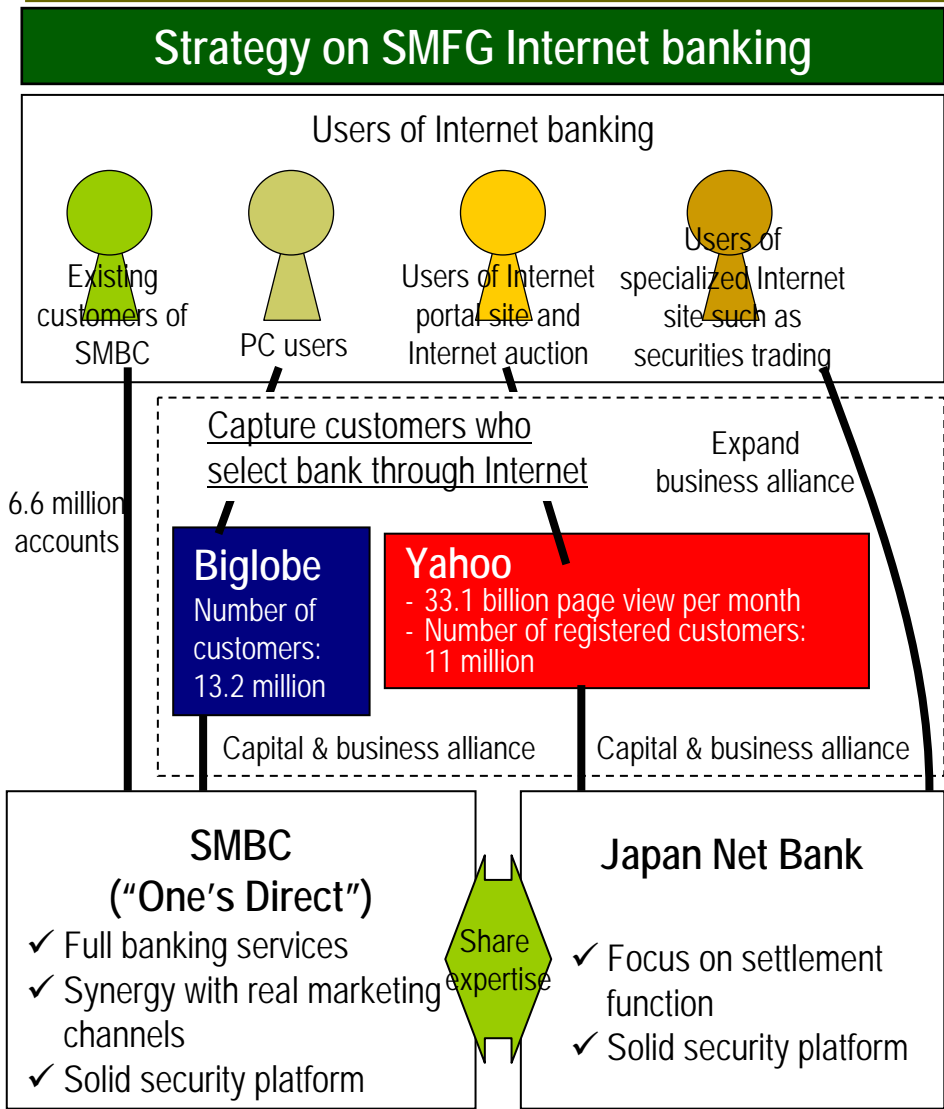 Strategy on SMFG Internet banking
Users of Internet banking
Existing
customers of
SMBC
PC users
Users of Internet
portal site and
Internet auction
Users of
specialized Internet
site such as
securities trading
Capture customers who
select bank through Internet
Expand
business alliance
6.6 million
accounts
Biglobe
Number of
customers:
13.2 million
Yahoo
- 33.1 billion page view per month
- Number of registered customers:
11 million
Capital & business alliance
Capital & business alliance
SMBC
(“One’s Direct”)
✓ Full banking services
✓ Synergy with real marketing
channels
✓ Solid security platform
Share
expertise
Japan Net Bank
✓ Focus on settlement
function
✓ Solid security platform